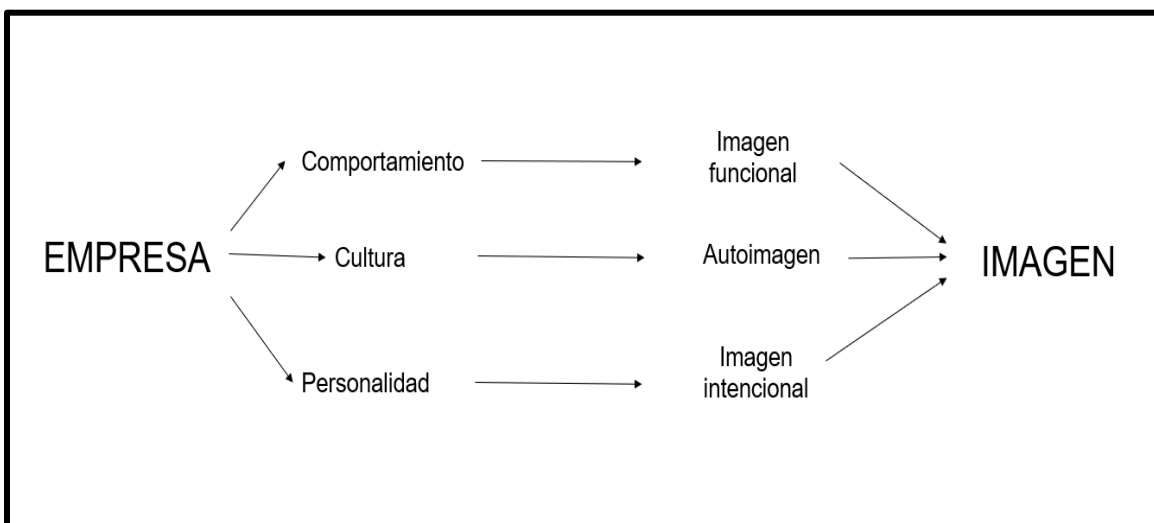 EMPRESA
Comportamiento
Imagen
funcional
Cultura
Autoimagen
Personalidad
Imagen
intencional
IMAGEN